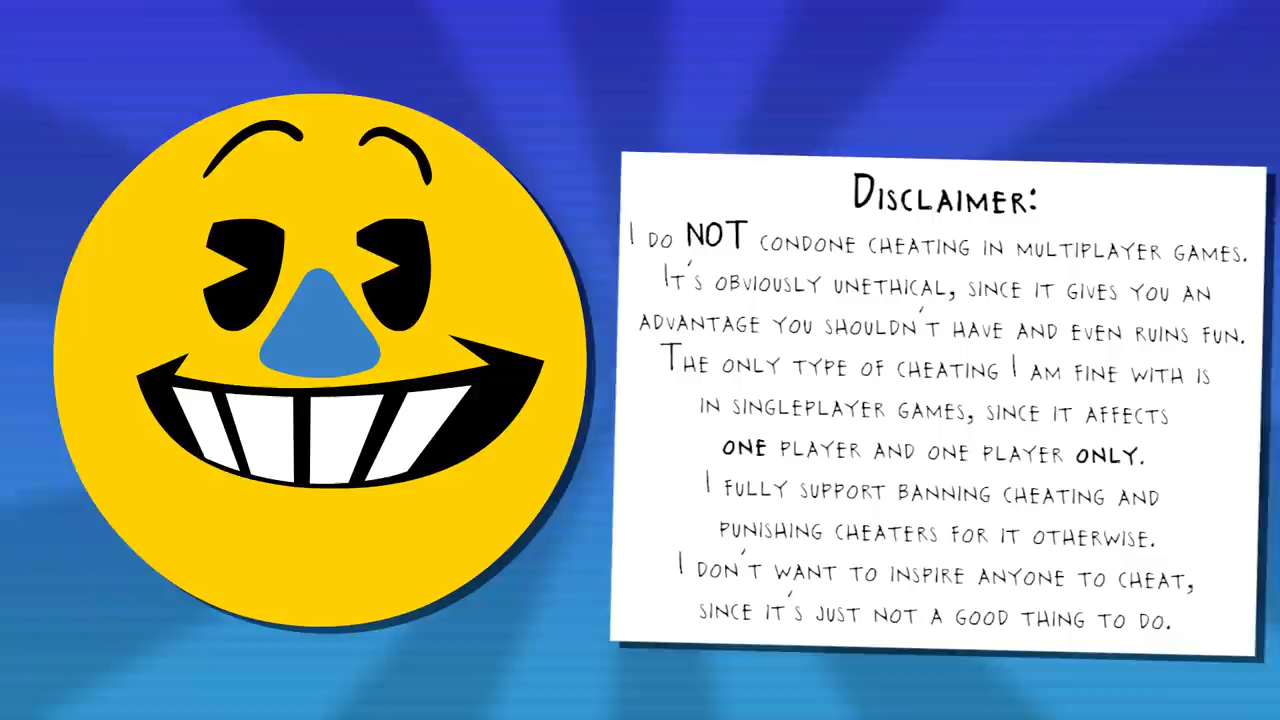 Disclaimer:
I do NOT condone cheating in multiplayer games.
It's obviously unethical, since it gives you an
advantage you shouldn't have and even ruins fun.
The only type of cheating I am fine with is
in singleplayer games, since it affects
ONE player and one player ONLY.
I fully support banning cheating and
punishing cheaters for it otherwise.
I don't want to inspire anyone to cheat,
since it's just not a good thing to do.